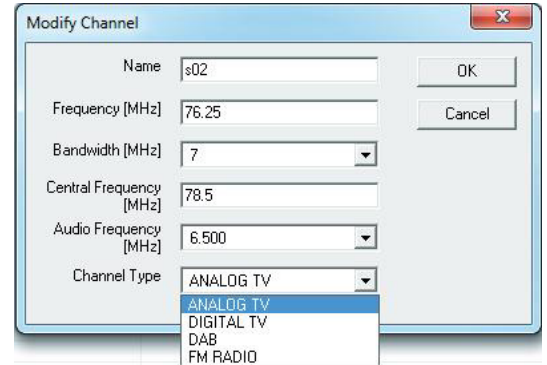 Modify Channel
Name s02 OK
Frequency [MHz] 76.25 Cancel
Bandwidth [MHz] 7
Central Frequency
[MHz] 78.5
Audio Frequency
[MHz] 6.500
Channel Type ANALOG TV
ANALOG TV
DIGITAL TV
DAB
FM RADIO